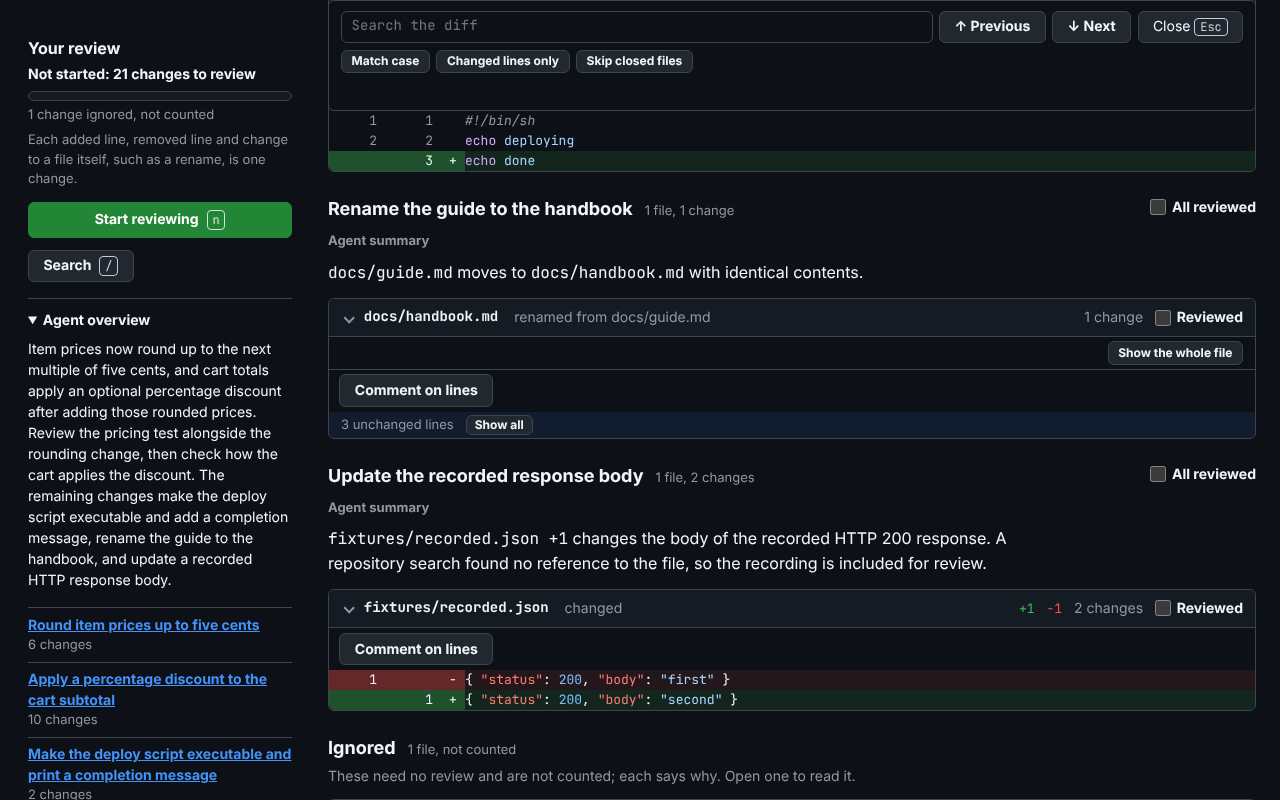 Your review
Not started: 21 changes to review
1 change ignored, not counted
Each added line, removed line and change
to a file itself, such as a rename, is one
change.
Start reviewing n
Search /
Agent overview
Item prices now round up to the next
multiple of five cents, and cart totals
apply an optional percentage discount
after adding those rounded prices.
Review the pricing test alongside the
rounding change, then check how the
cart applies the discount. The
remaining changes make the deploy
script executable and add a completion
message, rename the guide to the
handbook, and update a recorded
HTTP response body.
Round item prices up to five cents
6 changes
Apply a percentage discount to the
cart subtotal
10 changes
Make the deploy script executable and
print a completion message
2 changes
Search the diff
↑ Previous
↓ Next
Close Esc
Match case
Changed lines only
Skip closed files
1 1 #!/bin/sh
2 2 echo deploying
3 + echo done
Rename the guide to the handbook 1 file, 1 change
All reviewed
Agent summary
docs/guide.md moves to docs/handbook.md with identical contents.
docs/handbook.md renamed from docs/guide.md 1 change Reviewed
Show the whole file
Comment on lines
3 unchanged lines Show all
Update the recorded response body 1 file, 2 changes
All reviewed
Agent summary
fixtures/recorded.json +1 changes the body of the recorded HTTP 200 response. A
repository search found no reference to the file, so the recording is included for review.
fixtures/recorded.json changed +1 -1 2 changes Reviewed
Comment on lines
1 - { "status": 200, "body": "first" }
1 + { "status": 200, "body": "second" }
Ignored 1 file, not counted
These need no review and are not counted; each says why. Open one to read it.